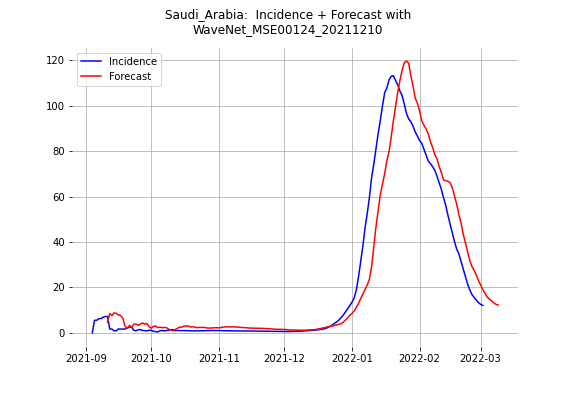 Saudi_Arabia:  Incidence + Forecast with
WaveNet_MSE00124_20211210
Incidence
Forecast
120
100
80
60
40
20
0
2021-09 2021-10 2021-11 2021-12 2022-01 2022-02 2022-03